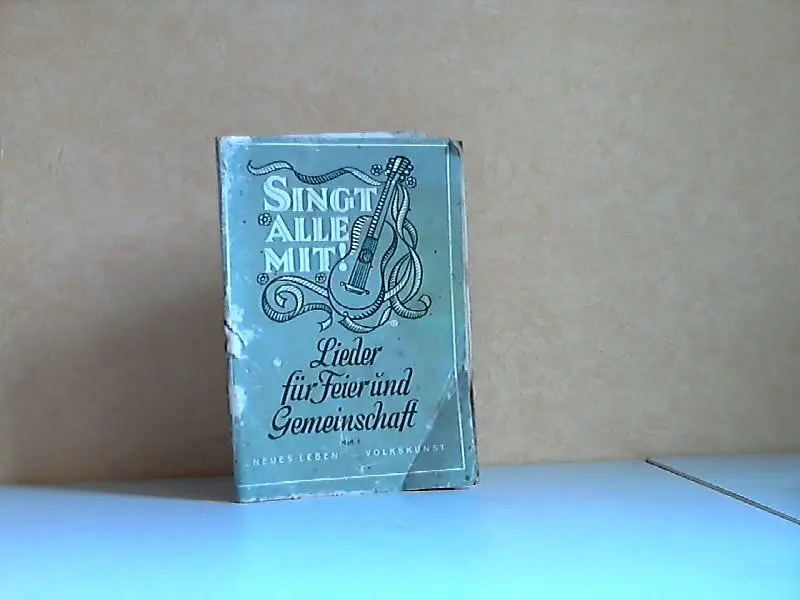 SINGT
ALLE
MIT!
Lieder
für Feier und
Gemeinschaft
Heft 1
NEUES LEBEN VOLKSKUNST